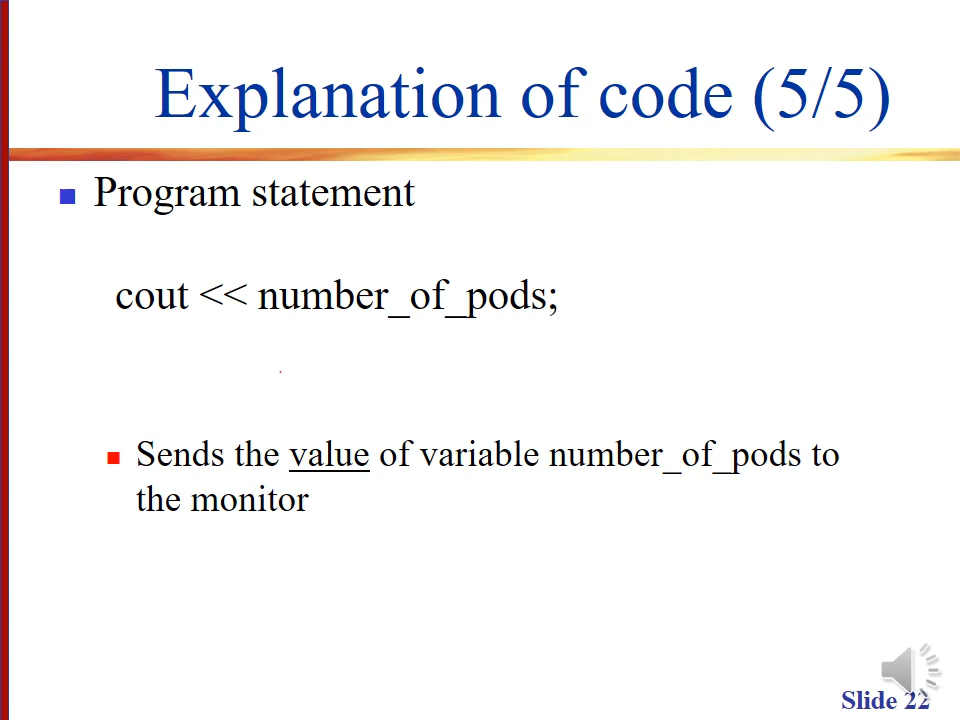 Explanation of code (5/5)
Program statement
cout << number_of_pods;
Sends the value of variable number_of_pods to
the monitor
Slide 22